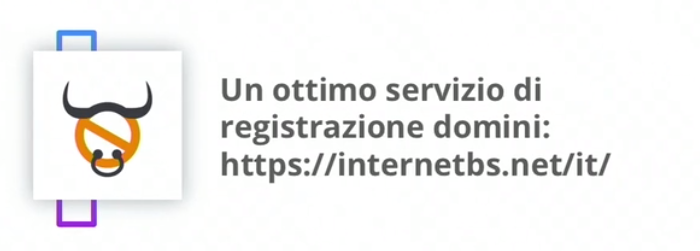 Un ottimo servizio di
registrazione domini:
https://internetbs.net/it/